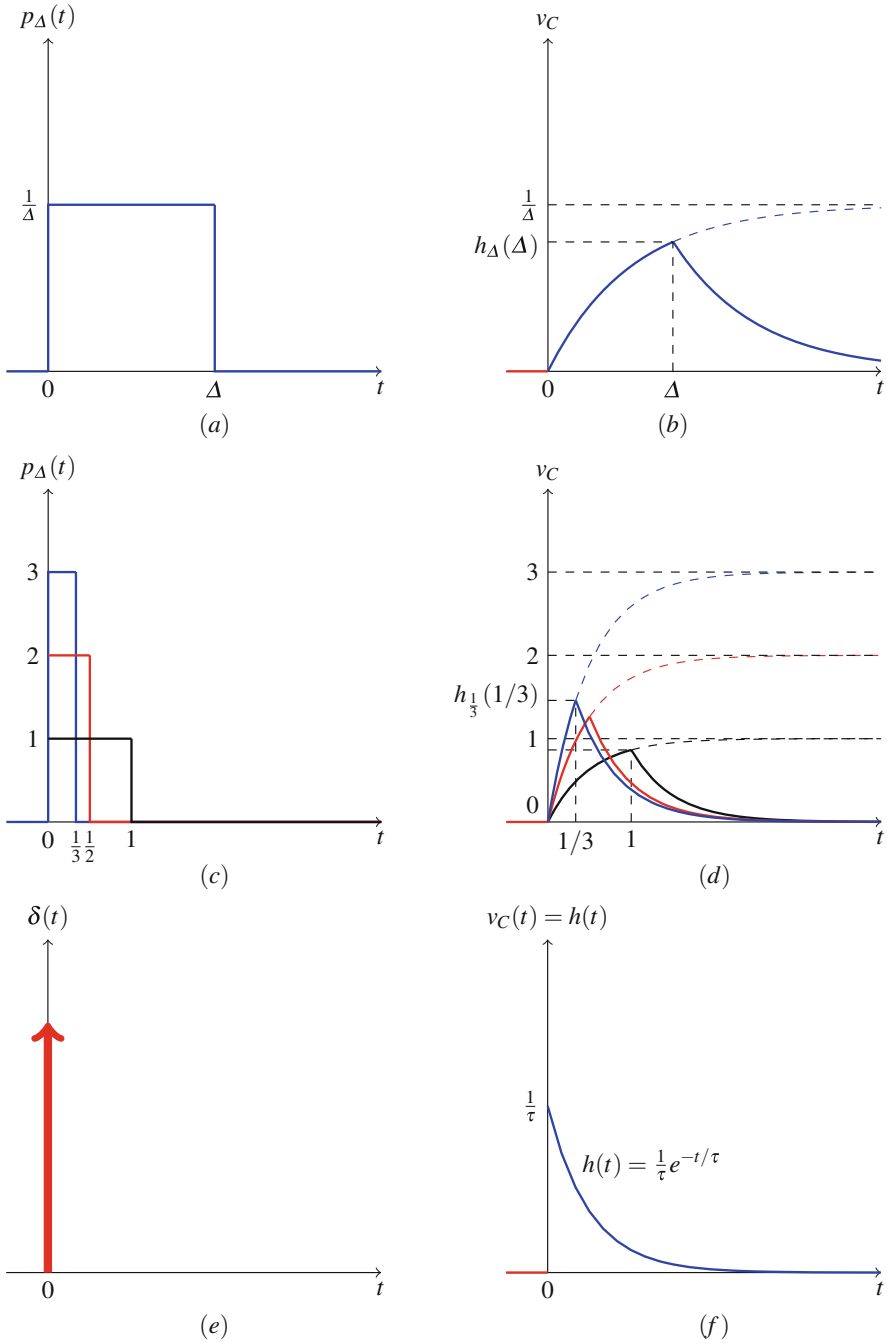 p_Δ(t)
1/Δ
0 Δ t
(a)
v_C
1/Δ
h_Δ(Δ)
0 Δ t
(b)
p_Δ(t)
3
2
1
0 1/3 1/2 1 t
(c)
v_C
3
2
h_{1/3}(1/3)
1
0
1/3 1 t
(d)
δ(t)
0 t
(e)
v_C(t) = h(t)
1/τ
h(t) = 1/τ e^{−t/τ}
0 t
(f)